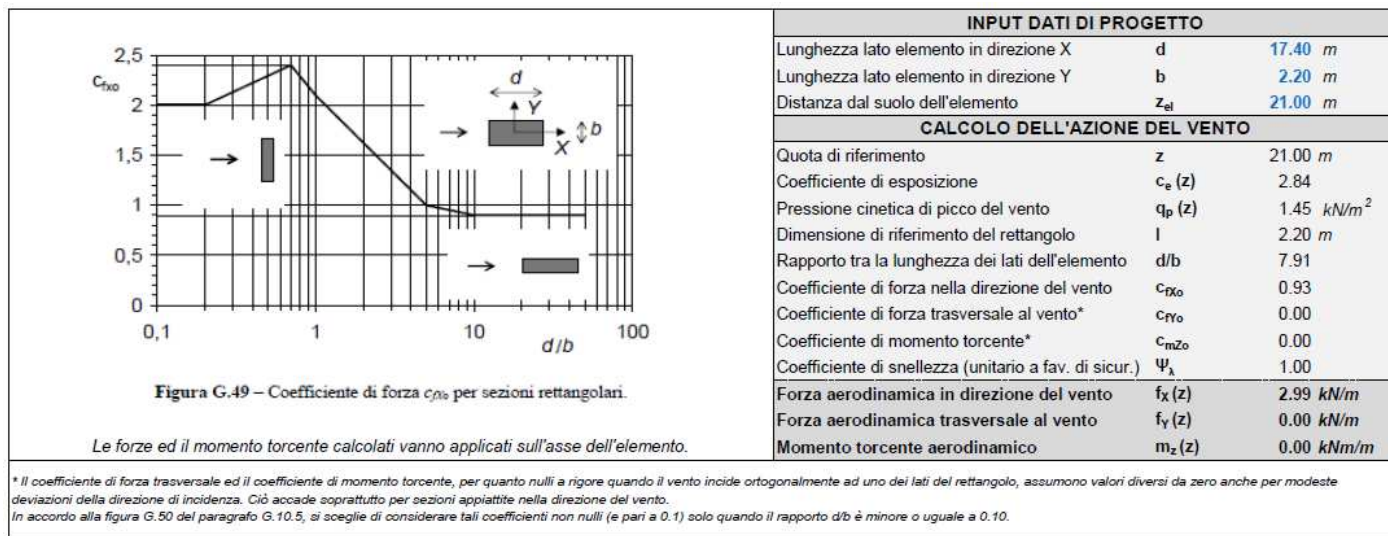 2,5
c_fxo
2
1,5
1
0,5
0
0,1
1
10
100
d/b
d
Y
b
X
Figura G.49 – Coefficiente di forza c_fXo per sezioni rettangolari.
Le forze ed il momento torcente calcolati vanno applicati sull'asse dell'elemento.
INPUT DATI DI PROGETTO
Lunghezza lato elemento in direzione X d 17.40 m
Lunghezza lato elemento in direzione Y b 2.20 m
Distanza dal suolo dell'elemento z_el 21.00 m
CALCOLO DELL'AZIONE DEL VENTO
Quota di riferimento z 21.00 m
Coefficiente di esposizione c_e (z) 2.84
Pressione cinetica di picco del vento q_p (z) 1.45 kN/m²
Dimensione di riferimento del rettangolo l 2.20 m
Rapporto tra la lunghezza dei lati dell'elemento d/b 7.91
Coefficiente di forza nella direzione del vento c_fXo 0.93
Coefficiente di forza trasversale al vento* c_fYo 0.00
Coefficiente di momento torcente* c_mZo 0.00
Coefficiente di snellezza (unitario a fav. di sicur.) Ψ_λ 1.00
Forza aerodinamica in direzione del vento f_X (z) 2.99 kN/m
Forza aerodinamica trasversale al vento f_Y (z) 0.00 kN/m
Momento torcente aerodinamico m_z (z) 0.00 kNm/m
* Il coefficiente di forza trasversale ed il coefficiente di momento torcente, per quanto nulli a rigore quando il vento incide ortogonalmente ad uno dei lati del rettangolo, assumono valori diversi da zero anche per modeste
deviazioni della direzione di incidenza. Ciò accade soprattutto per sezioni appiattite nella direzione del vento.
In accordo alla figura G.50 del paragrafo G.10.5, si sceglie di considerare tali coefficienti non nulli (e pari a 0.1) solo quando il rapporto d/b è minore o uguale a 0.10.